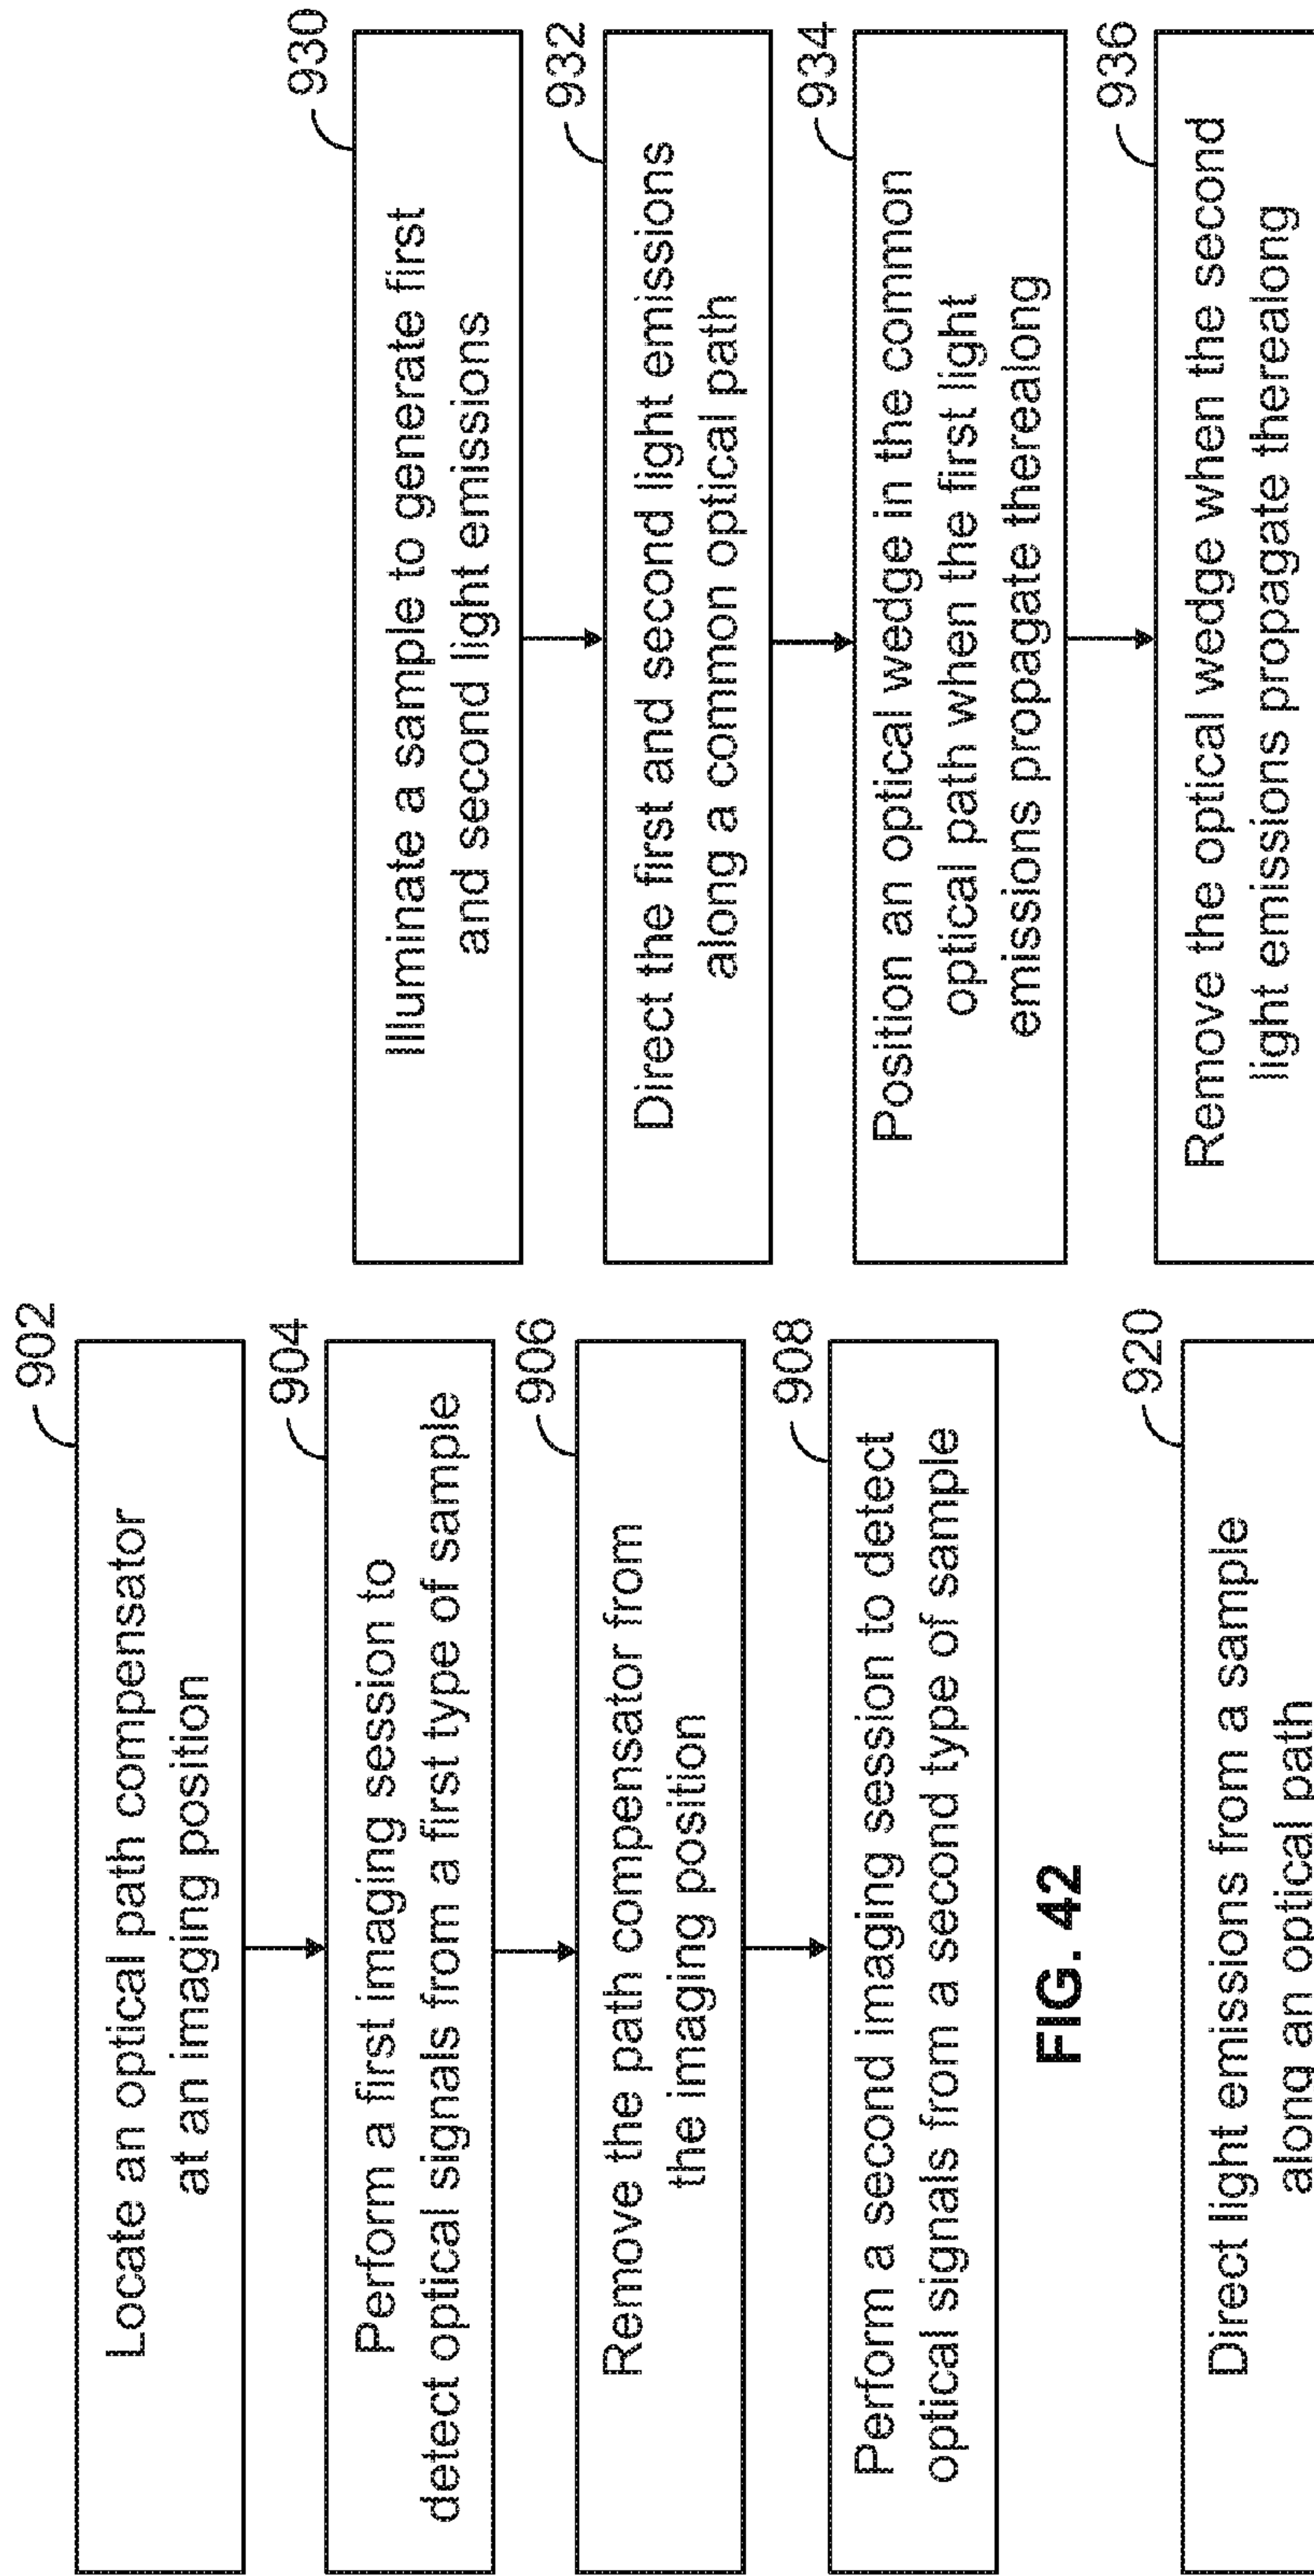 902
Locate an optical path compensator
at an imaging position
904
Perform a first imaging session to
detect optical signals from a first type of sample
906
Remove the path compensator from
the imaging position
908
Perform a second imaging session to detect
optical signals from a second type of sample
FIG. 42
920
Direct light emissions from a sample
along an optical path
930
Illuminate a sample to generate first
and second light emissions
932
Direct the first and second light emissions
along a common optical path
934
Position an optical wedge in the common
optical path when the first light
emissions propagate therealong
936
Remove the optical wedge when the second
light emissions propagate therealong